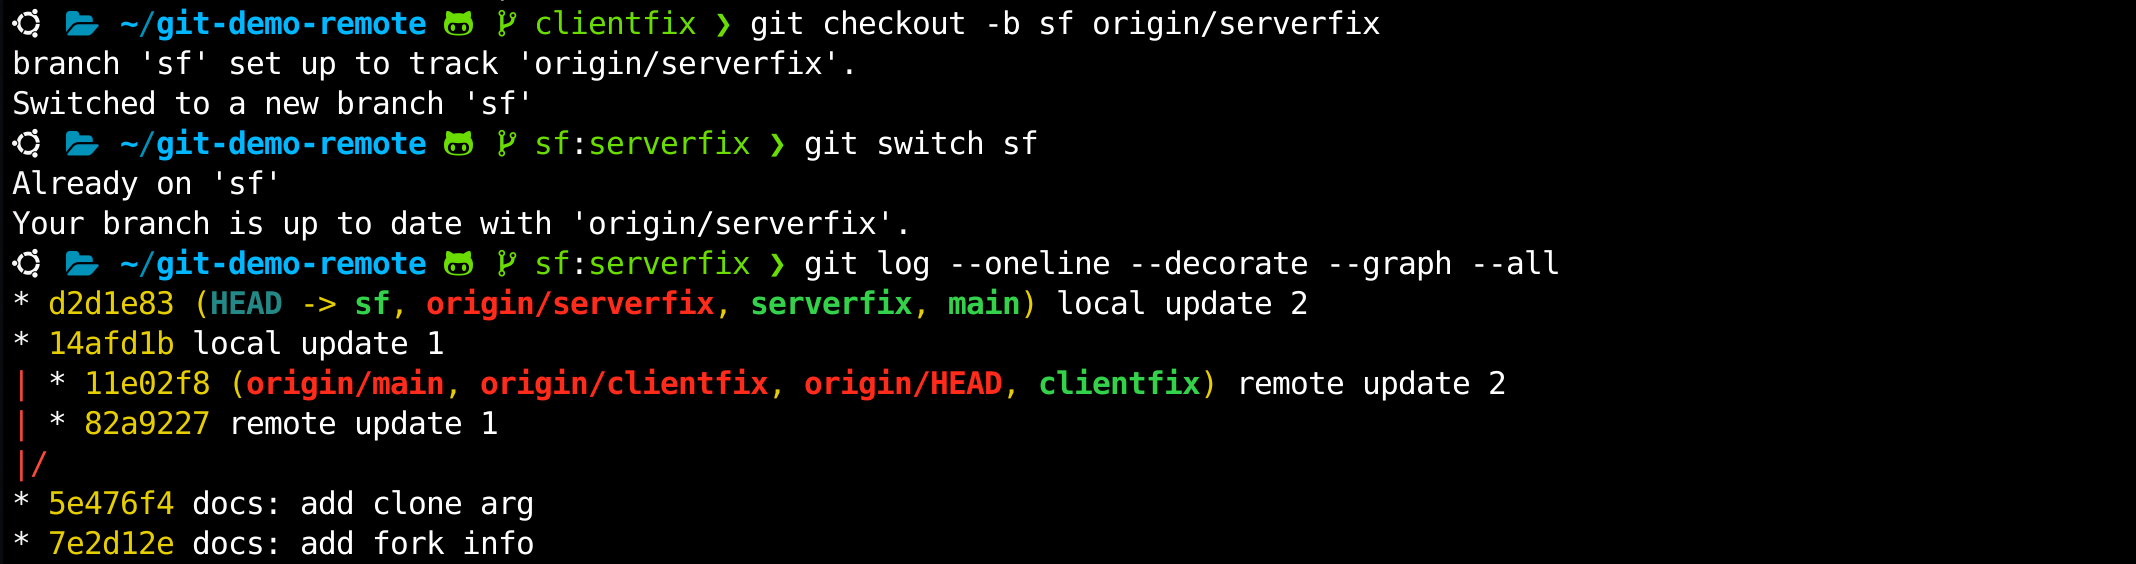 ~/git-demo-remote clientfix ❯ git checkout -b sf origin/serverfix
branch 'sf' set up to track 'origin/serverfix'.
Switched to a new branch 'sf'
~/git-demo-remote sf:serverfix ❯ git switch sf
Already on 'sf'
Your branch is up to date with 'origin/serverfix'.
~/git-demo-remote sf:serverfix ❯ git log --oneline --decorate --graph --all
* d2d1e83 (HEAD -> sf, origin/serverfix, serverfix, main) local update 2
* 14afd1b local update 1
| * 11e02f8 (origin/main, origin/clientfix, origin/HEAD, clientfix) remote update 2
| * 82a9227 remote update 1
|/
* 5e476f4 docs: add clone arg
* 7e2d12e docs: add fork info